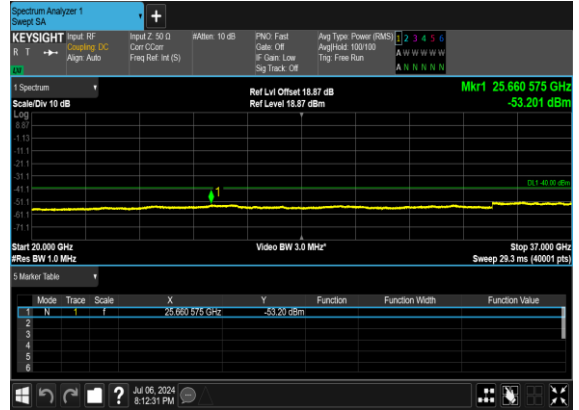 Spectrum Analyzer 1
Swept SA
KEYSIGHT Input: RF Input Z: 50 Ω #Atten: 10 dB PNO: Fast Avg Type: Power (RMS) 1 2 3 4 5 6
R T Coupling: DC Corr CCorr Gate: Off Avg|Hold: 100/100 A W W W W W
Align: Auto Freq Ref: Int (S) IF Gain: Low Trig: Free Run
LW Sig Track: Off A N N N N N
1 Spectrum Ref Lvl Offset 18.87 dB Mkr1 25.660 575 GHz
Scale/Div 10 dB Ref Level 18.87 dBm -53.201 dBm
Log
8.87
-1.13
-11.1
-21.1
-31.1
DL1 -40.00 dBm
-41.1
1
-51.1
-61.1
-71.1
Start 20.000 GHz Video BW 3.0 MHz* Stop 37.000 GHz
#Res BW 1.0 MHz Sweep 29.3 ms (40001 pts)
5 Marker Table
Mode Trace Scale X Y Function Function Width Function Value
1 N 1 f 25.660 575 GHz -53.20 dBm
2
3
4
5
6
? Jul 06, 2024
8:12:31 PM